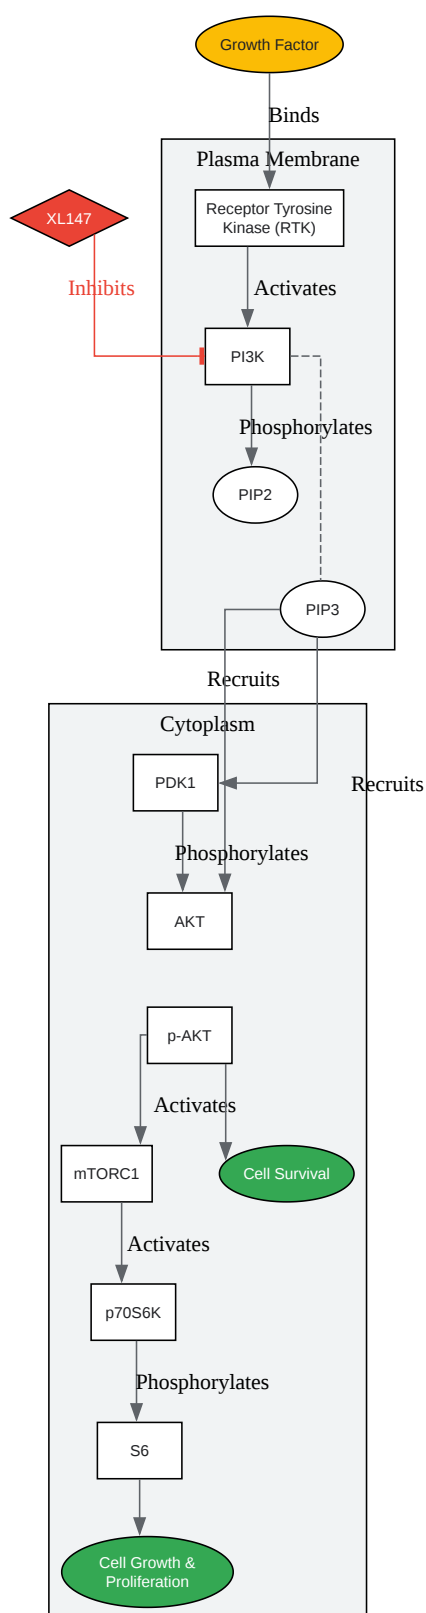 Growth Factor
Binds
Plasma Membrane
Receptor Tyrosine
Kinase (RTK)
XL147
Inhibits
Activates
PI3K
Phosphorylates
PIP2
PIP3
Recruits
Cytoplasm
PDK1
Recruits
Phosphorylates
AKT
p-AKT
Activates
mTORC1
Cell Survival
Activates
p70S6K
Phosphorylates
S6
Cell Growth &
Proliferation